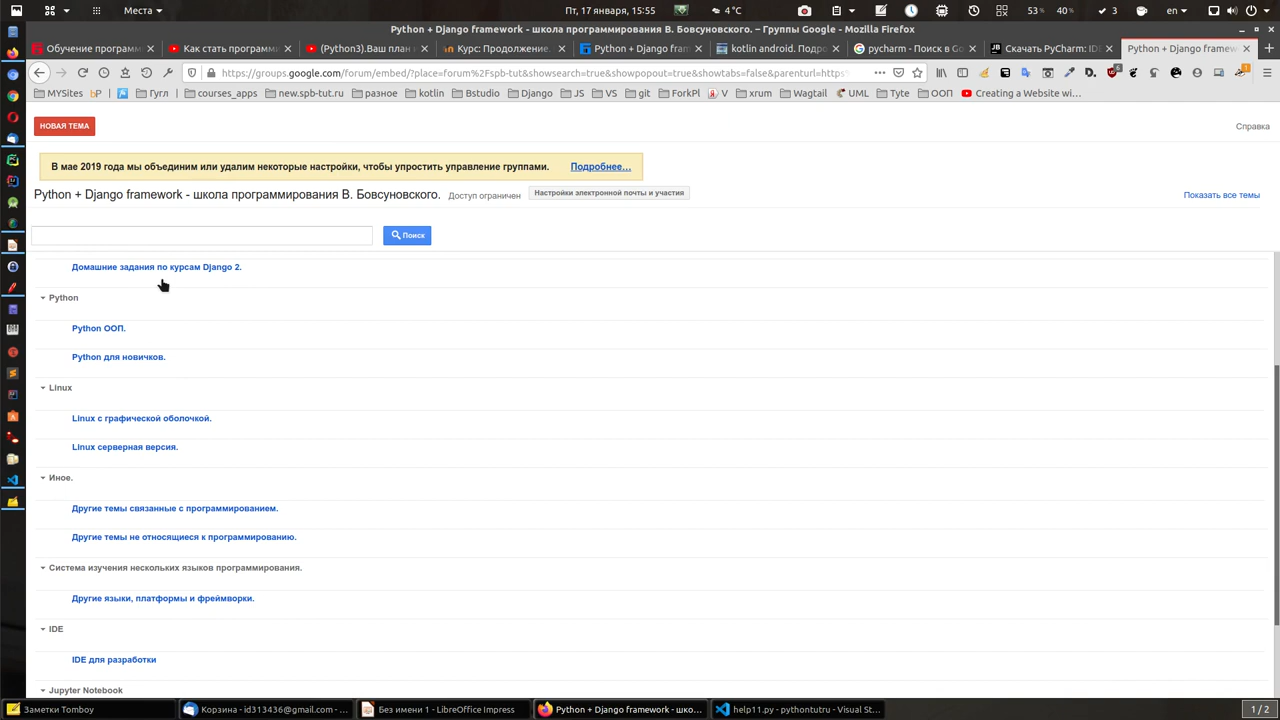 Места
Пт, 17 января, 15:55
4°C
3
53% 40%
Python + Django framework - школа программирования В. Бовсуновского. – Группы Google - Mozilla Firefox
Обучение программ
Как стать программи
(Python3).Ваш план
Курс: Продолжение.
Python + Django fram
kotlin android. Подро
pycharm - Поиск в Go
Скачать PyCharm: IDE
Python + Django framew
https://groups.google.com/forum/embed/?place=forum%2Fspb-tut&showsearch=true&showpopout=true&showtabs=false&parenturl=https
MYSites
bP
Гугл
courses_apps
new.spb-tut.ru
разное
kotlin
Bstudio
Django
JS
VS
git
ForkPl
Я V
xrum
Wagtail
UML
Tyte
ООП
Creating a Website wi…
НОВАЯ ТЕМА
Справка
В мае 2019 года мы объединим или удалим некоторые настройки, чтобы упростить управление группами. Подробнее...
Python + Django framework - школа программирования В. Бовсуновского. Доступ ограничен Настройки электронной почты и участия
Показать все темы
Поиск
Домашние задания по курсам Django 2.
Python
Python ООП.
Python для новичков.
Linux
Linux с графической оболочкой.
Linux серверная версия.
Иное.
Другие темы связанные с программированием.
Другие темы не относящиеся к программированию.
Система изучения нескольких языков программирования.
Другие языки, платформы и фреймворки.
IDE
IDE для разработки
Jupyter Notebook
Заметки Tomboy
Корзина - id313436@gmail.com - …
Без имени 1 - LibreOffice Impress
Python + Django framework - шко…
help11.py - pythontutru - Visual St…
1 / 2